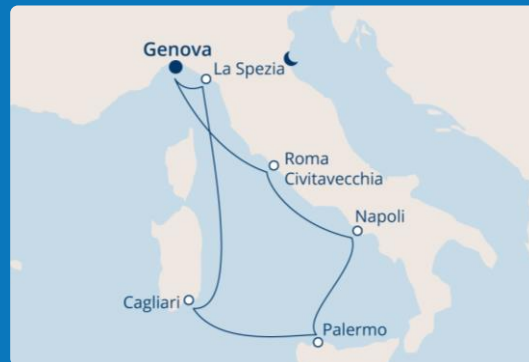 Genova
La Spezia
Roma
Civitavecchia
Napoli
Cagliari
Palermo